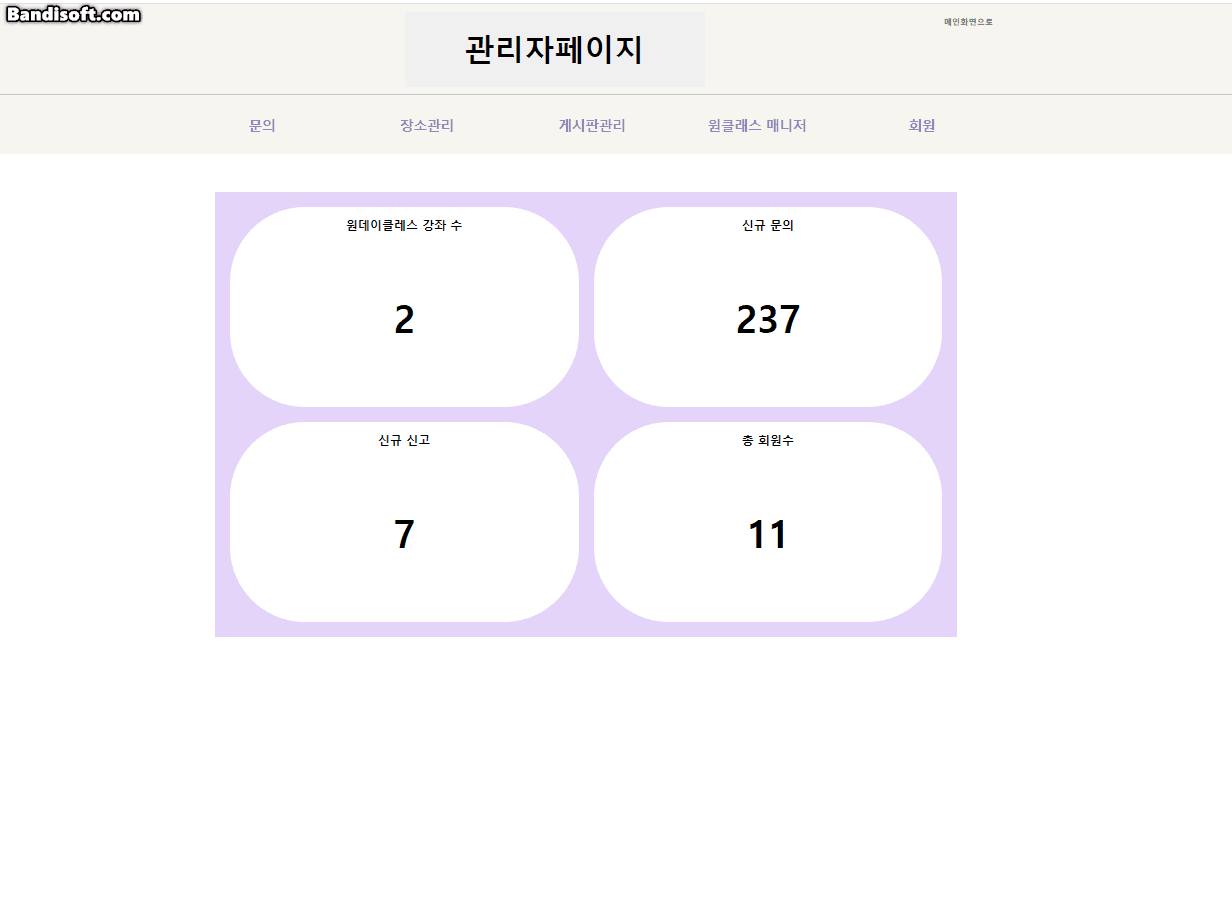 Bandisoft.com
관리자페이지
메인화면으로
문의 장소관리 게시판관리 원클래스 매니저 회원
원데이클레스 강좌 수
2
신규 문의
237
신규 신고
7
총 회원수
11